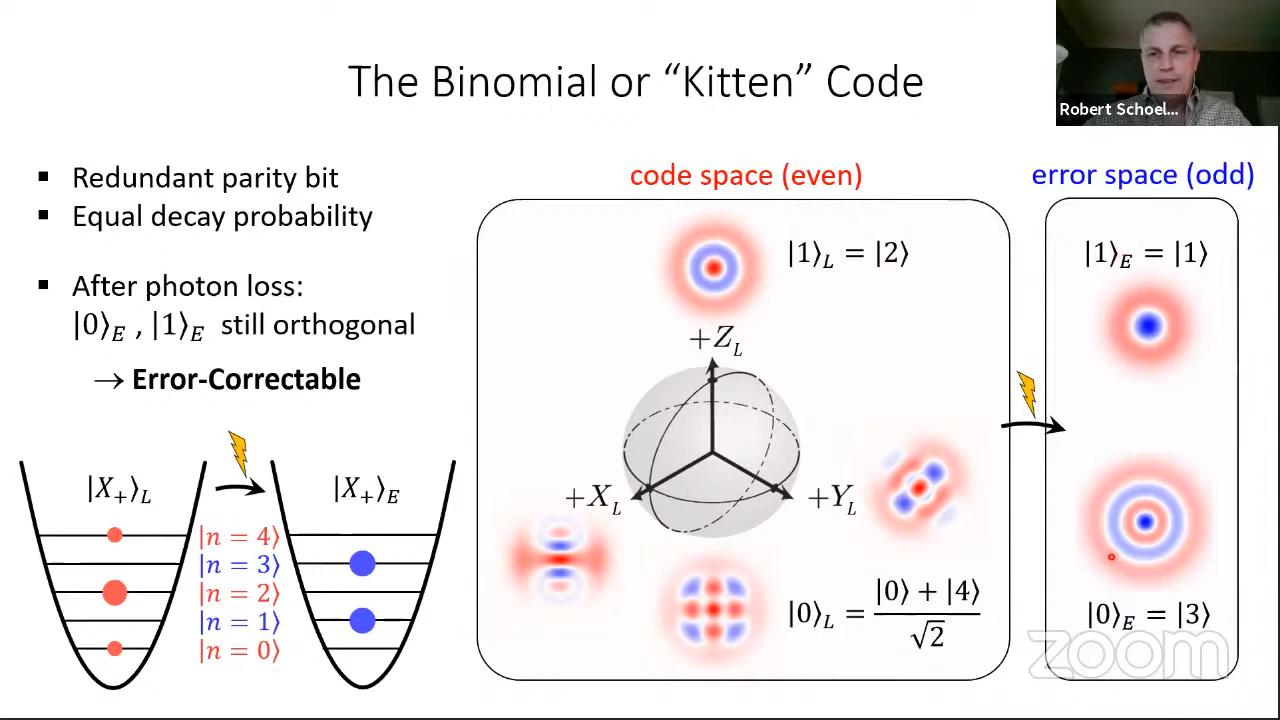 The Binomial or “Kitten” Code
Robert Schoel...
▪ Redundant parity bit
▪ Equal decay probability
▪ After photon loss:
|0⟩_E , |1⟩_E still orthogonal
→ Error-Correctable
|X₊⟩_L
|X₊⟩_E
|n = 4⟩
|n = 3⟩
|n = 2⟩
|n = 1⟩
|n = 0⟩
code space (even)
|1⟩_L = |2⟩
+Z_L
+X_L
+Y_L
|0⟩_L = (|0⟩ + |4⟩)/√2
error space (odd)
|1⟩_E = |1⟩
|0⟩_E = |3⟩
zoom